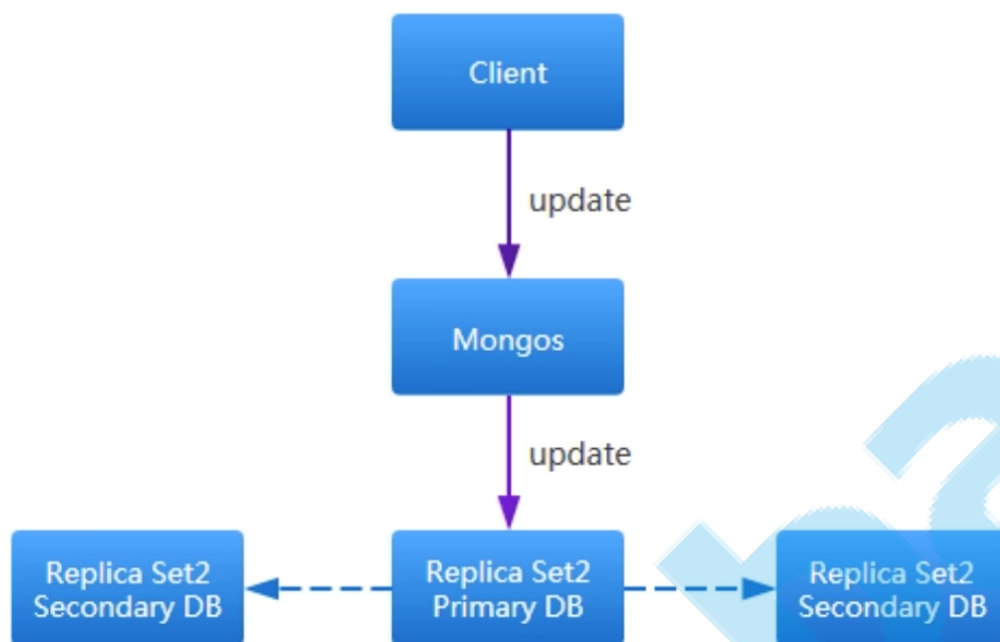 Client
update
Mongos
update
Replica Set2
Secondary DB
Replica Set2
Primary DB
Replica Set2
Secondary DB